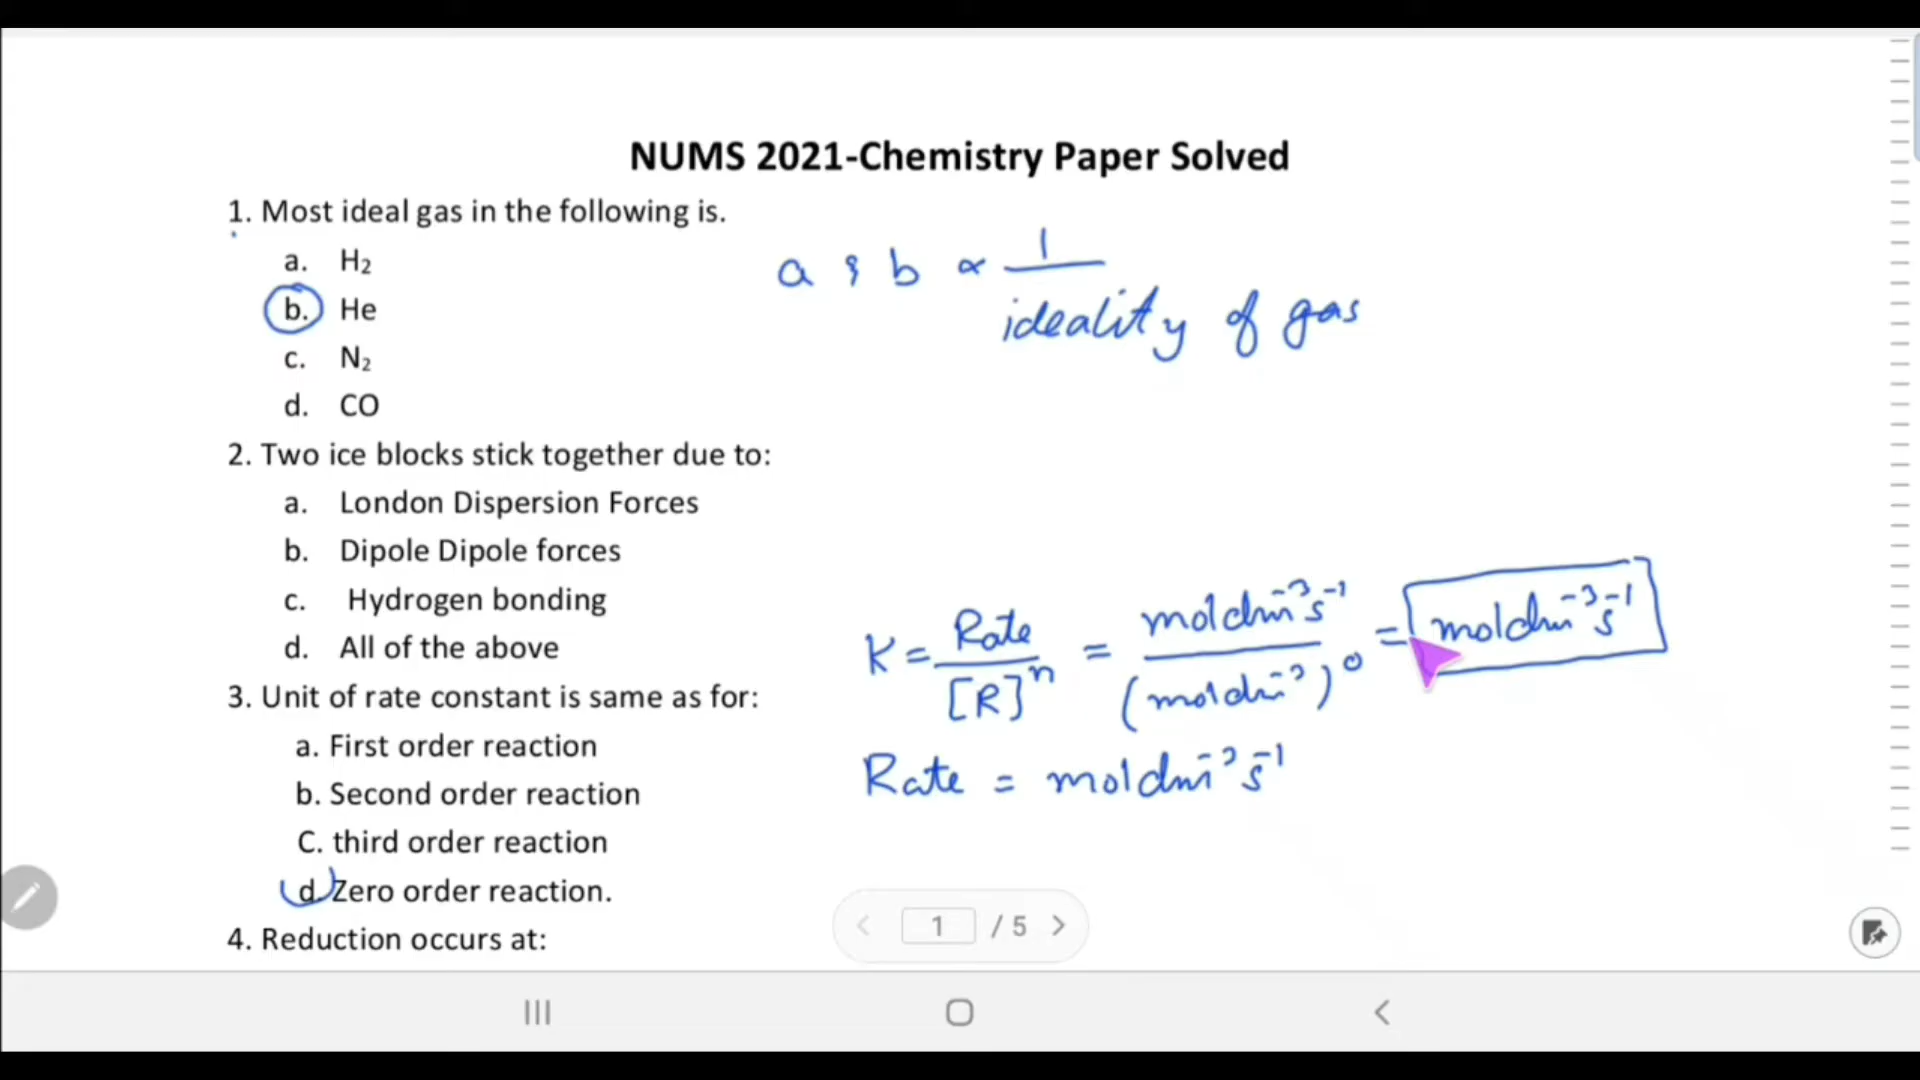 NUMS 2021-Chemistry Paper Solved
1. Most ideal gas in the following is.
a. H₂
b. He
c. N₂
d. CO
a & b ∝ 1 / ideality of gas
2. Two ice blocks stick together due to:
a. London Dispersion Forces
b. Dipole Dipole forces
c. Hydrogen bonding
d. All of the above
3. Unit of rate constant is same as for:
a. First order reaction
b. Second order reaction
C. third order reaction
d. Zero order reaction.
K = Rate / [R]ⁿ = moldm⁻³s⁻¹ / (moldm⁻³)⁰ = moldm⁻³s⁻¹
Rate = moldm⁻³s⁻¹
4. Reduction occurs at:
1 / 5